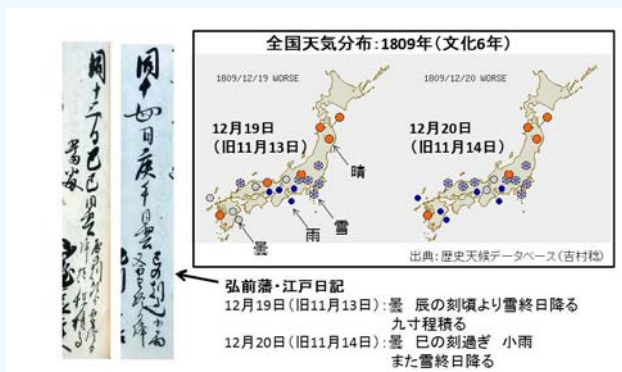 全国天気分布：1809年（文化6年）
1809/12/19 WORSE
12月19日
（旧11月13日）
晴
雪
雨
曇
1809/12/20 WORSE
12月20日
（旧11月14日）
出典：歴史天候データベース（吉村稔）
同十三日己巳日曇
同十四日庚午日曇
弘前藩・江戸日記
12月19日（旧11月13日）：曇 辰の刻頃より雪終日降る
九寸程積る
12月20日（旧11月14日）：曇 巳の刻過ぎ 小雨
また雪終日降る